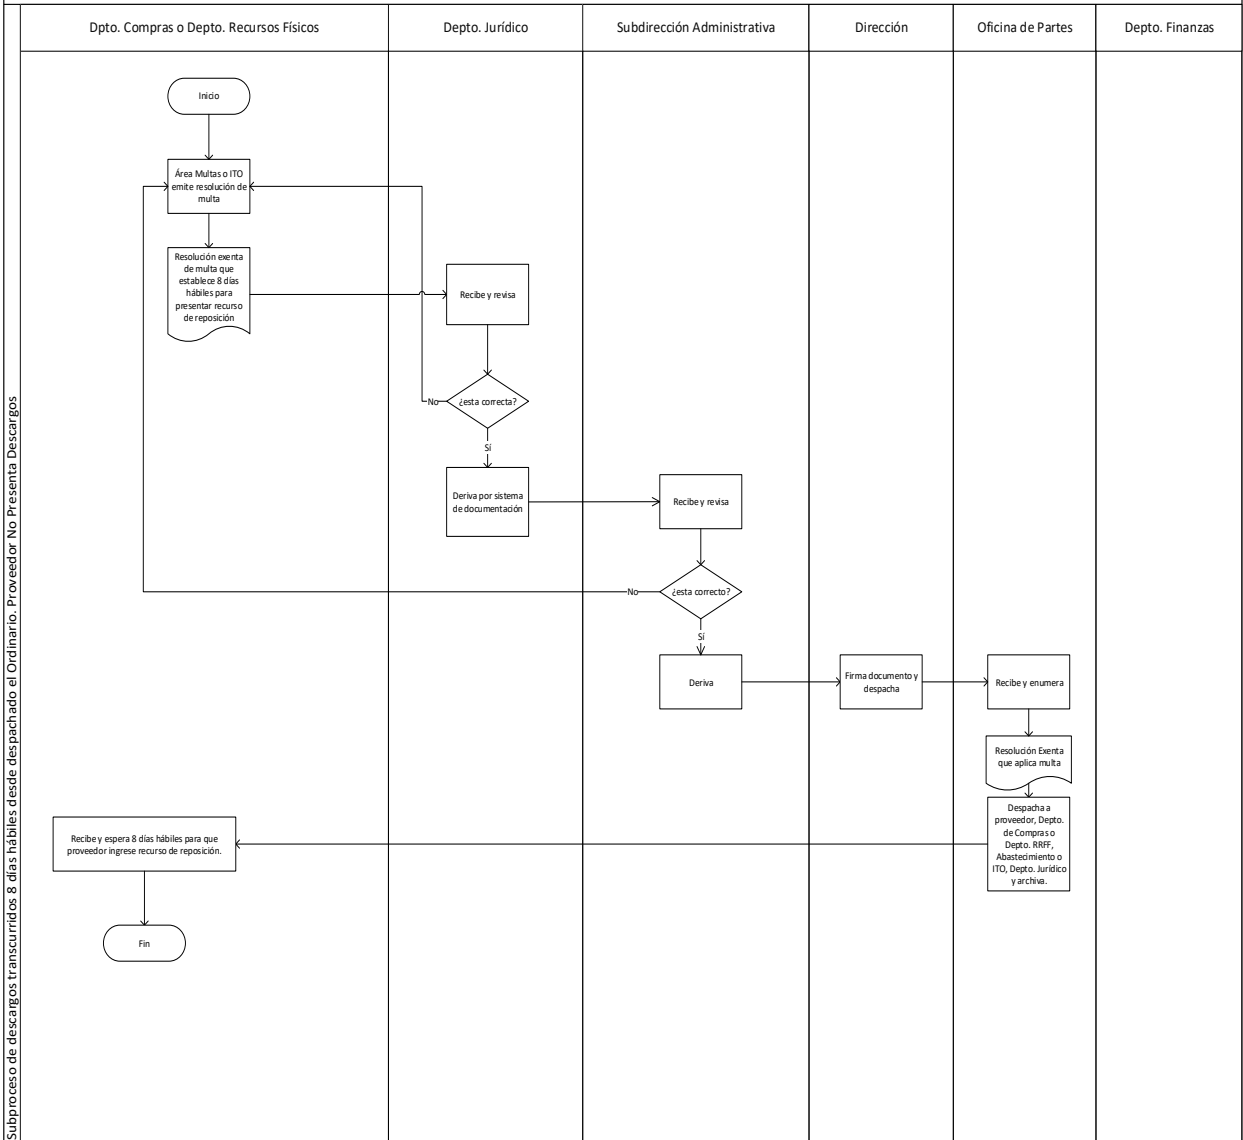 Dpto. Compras o Depto. Recursos Físicos
Depto. Jurídico
Subdirección Administrativa
Dirección
Oficina de Partes
Depto. Finanzas
Subproceso de descargos transcurridos 8 días hábiles desde despachado el Ordinario. Proveedor No Presenta Descargos
Inicio
Área Multas o ITO
emite resolución de
multa
Resolución exenta
de multa que
establece 8 días
hábiles para
presentar recurso
de reposición
Recibe y revisa
¿esta correcta?
No
Sí
Deriva por sistema
de documentación
Recibe y revisa
¿esta correcto?
No
Sí
Deriva
Firma documento y
despacha
Recibe y enumera
Resolución Exenta
que aplica multa
Despacha a
proveedor, Depto.
de Compras o
Depto. RRFF,
Abastecimiento o
ITO, Depto. Jurídico
y archiva.
Recibe y espera 8 días hábiles para que
proveedor ingrese recurso de reposición.
Fin